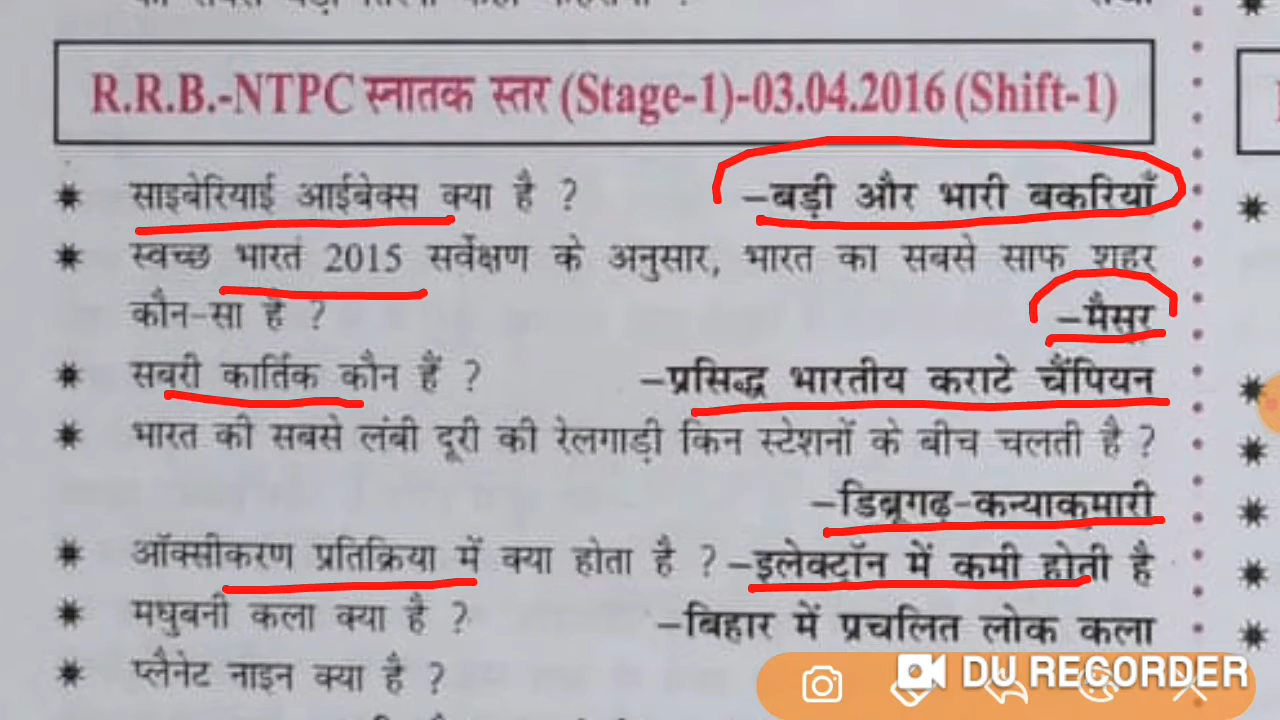 R.R.B.-NTPC स्नातक स्तर (Stage-1)-03.04.2016 (Shift-1)
साइबेरियाई आईबेक्स क्या है ? –बड़ी और भारी बकरियाँ
स्वच्छ भारत 2015 सर्वेक्षण के अनुसार, भारत का सबसे साफ शहर
कौन-सा है ? –मैसूर
सबरी कार्तिक कौन हैं ? –प्रसिद्ध भारतीय कराटे चैंपियन
भारत की सबसे लंबी दूरी की रेलगाड़ी किन स्टेशनों के बीच चलती है ?
–डिब्रूगढ़-कन्याकुमारी
ऑक्सीकरण प्रतिक्रिया में क्या होता है ? –इलेक्ट्रॉन में कमी होती है
मधुबनी कला क्या है ? –बिहार में प्रचलित लोक कला
प्लैनेट नाइन क्या है ?
DU RECORDER